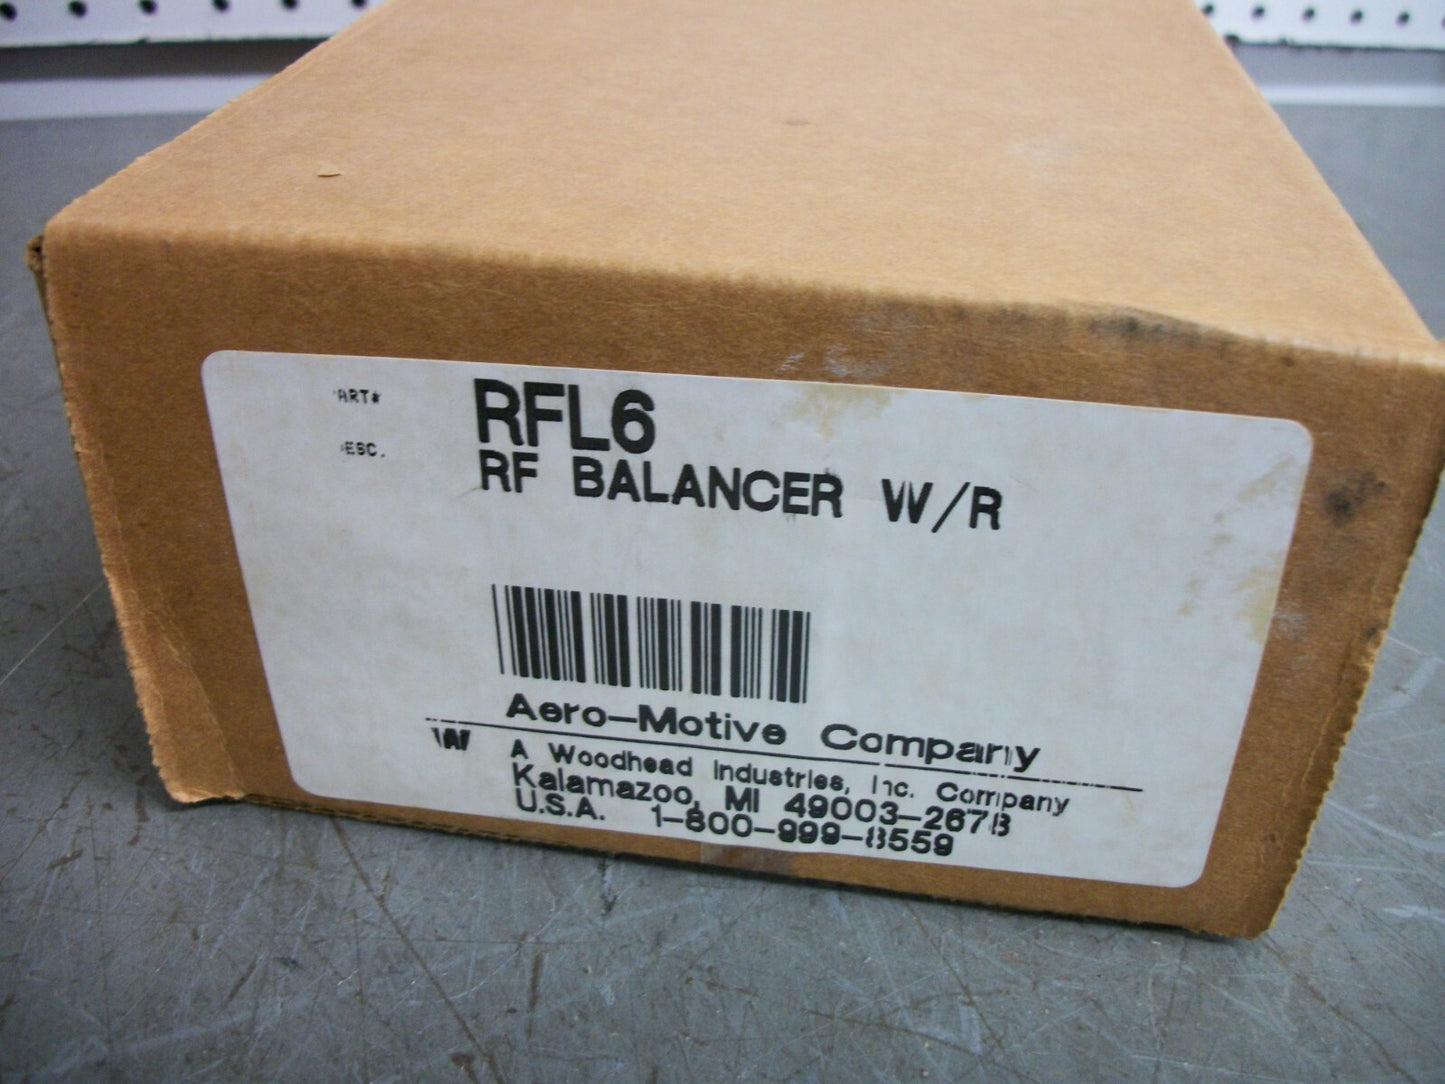 ART# RFL6
ESC. RF BALANCER W/R
Aero-Motive Company
W A Woodhead Industries, Inc. Company
Kalamazoo, MI 49003-2678
U.S.A. 1-800-999-8559